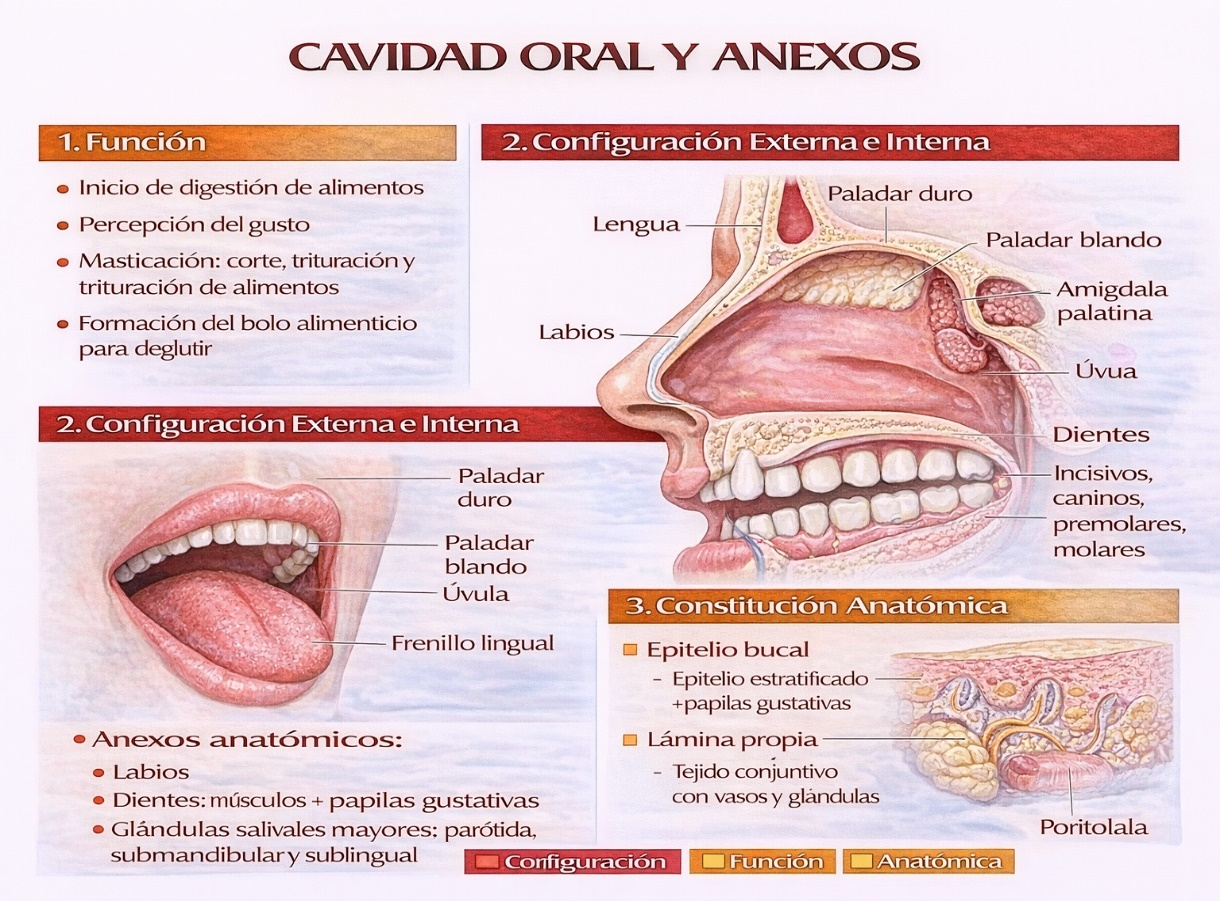 CAVIDAD ORAL Y ANEXOS
1. Función
• Inicio de digestión de alimentos
• Percepción del gusto
• Masticación: corte, trituración y
trituración de alimentos
• Formación del bolo alimenticio
para deglutir
2. Configuración Externa e Interna
Paladar duro
Lengua
Paladar blando
Amigdala
palatina
Labios
Úvua
Dientes
Incisivos,
caninos,
premolares,
molares
2. Configuración Externa e Interna
Paladar
duro
Paladar
blando
Úvula
Frenillo lingual
• Anexos anatómicos:
• Labios
• Dientes: músculos + papilas gustativas
• Glándulas salivales mayores: parótida,
submandibular y sublingual
3. Constitución Anatómica
Epitelio bucal
- Epitelio estratificado
+papilas gustativas
Lámina propia
- Tejido conjuntivo
con vasos y glándulas
Poritolala
Configuración
Función
Anatómica